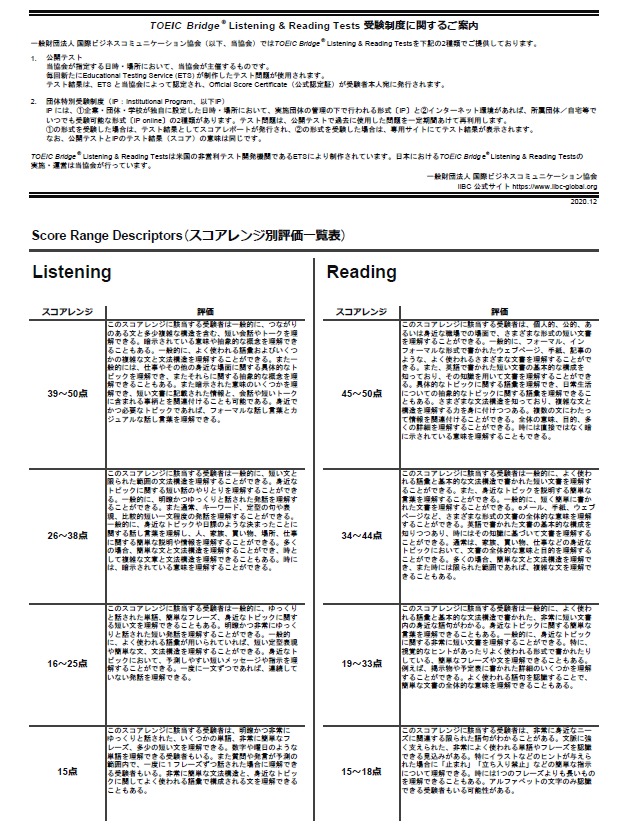 TOEIC Bridge® Listening & Reading Tests 受験制度に関するご案内
一般財団法人 国際ビジネスコミュニケーション協会（以下、当協会）ではTOEIC Bridge® Listening & Reading Testsを下記の2種類でご提供しております。
1. 公開テスト
当協会が指定する日時・場所において、当協会が主催するものです。
毎回新たにEducational Testing Service (ETS) が制作したテスト問題が使用されます。
テスト結果は、ETS と当協会によって認定され、Official Score Certificate（公式認定証）が受験者本人宛に発行されます。
2. 団体特別受験制度（IP：Institutional Program、以下IP）
IP には、①企業・団体・学校が独自に設定した日時・場所において、実施団体の管理の下で行われる形式（IP）と②インターネット環境があれば、所属団体／自宅等で
いつでも受験可能な形式（IP online）の2種類があります。テスト問題は、公開テストで過去に使用した問題を一定期間あけて再利用します。
①の形式を受験した場合は、テスト結果としてスコアレポートが発行され、②の形式を受験した場合は、専用サイトにてテスト結果が表示されます。
なお、公開テストとIPのテスト結果（スコア）の意味は同じです。
TOEIC Bridge® Listening & Reading Testsは米国の非営利テスト開発機関であるETSにより制作されています。日本におけるTOEIC Bridge® Listening & Reading Testsの
実施・運営は当協会が行っています。
一般財団法人 国際ビジネスコミュニケーション協会
IIBC 公式サイト https://www.iibc-global.org
2020.12
Score Range Descriptors（スコアレンジ別評価一覧表）
Listening
スコアレンジ 評価
39～50点
このスコアレンジに該当する受験者は一般的に、つながり
のある文と多少複雑な構造を含む、短い会話やトークを理
解できる。暗示されている意味や抽象的な概念を理解でき
ることもある。一般的に、よく使われる語彙およびいくつ
かの複雑な文と文法構造を理解することができる。また一
般的には、仕事やその他の身近な場面に関する具体的なト
ピックを理解でき、またそれらに関する抽象的な概念を理
解できることもある。また暗示された意味のいくつかを理
解でき、短い文書に記載された情報と、会話や短いトーク
に含まれる事柄とを関連付けることも可能である。身近で
かつ必要なトピックであれば、フォーマルな話し言葉とカ
ジュアルな話し言葉を理解できる。
26～38点
このスコアレンジに該当する受験者は一般的に、短い文と
限られた範囲の文法構造を理解することができる。身近な
トピックに関する短い話のやりとりを理解することができ
る。一般的に、明瞭かつゆっくりと話された発話を理解す
ることができる。また通常、キーワード、定型の句や表
現、比較的短い一文程度の発話を理解することができる。
一般的に、身近なトピックや日課のような決まったことに
関する話し言葉を理解し、人、家族、買い物、場所、仕事
に関する簡単な説明や情報を理解することができる。多く
の場合、簡単な文と文法構造を理解することができ、時と
して複雑な文章と文法構造を理解できることもある。時に
は、暗示されている意味を理解することができる。
16～25点
このスコアレンジに該当する受験者は一般的に、ゆっくり
と話された単語、簡単なフレーズ、身近なトピックに関す
る短い文を理解できることもある。明瞭かつ非常にゆっく
りと話された短い発話を理解することができる。一般的
に、よく使われる語彙が用いられていれば、短い定型表現
や簡単な文、文法構造を理解することができる。身近なト
ピックにおいて、予測しやすい短いメッセージや指示を理
解することができる。一度に一文ずつであれば、連続して
いない発話を理解できる。
15点
このスコアレンジに該当する受験者は、明瞭かつ非常に
ゆっくりと話された、いくつかの単語、非常に簡単なフ
レーズ、多少の短い文を理解できる。数字や曜日のような
単語を理解できる受験者もいる。また質問や発言が予測の
範囲内で、一度に１フレーズずつ話された場合に理解でき
る受験者もいる。非常に簡単な文法構造と、身近なトピッ
クに関してよく使われる語彙で構成される文を理解できる
こともある。
Reading
スコアレンジ 評価
45～50点
このスコアレンジに該当する受験者は、個人的、公的、あ
るいは身近な職場での場面で、さまざまな形式の短い文書
を理解することができる。一般的に、フォーマル、イン
フォーマルな形式で書かれたウェブページ、手紙、記事の
ような、よく使われるさまざまな文書を理解することがで
きる。また、英語で書かれた短い文書の基本的な構成を
知っており、その知識を用いて文書を理解することができ
る。具体的なトピックに関する語彙を理解でき、日常生活
についての抽象的なトピックに関する語彙を理解できるこ
ともある。さまざまな文法構造を知っており、複雑な文と
構造を理解する力を身に付けつつある。複数の文にわたっ
て情報を関連付けることができる。全体の意味、目的、多
くの詳細を理解することができる。時には直接ではなく暗
に示されている意味を理解することもできる。
34～44点
このスコアレンジに該当する受験者は一般的に、よく使わ
れる語彙と基本的な文法構造で書かれた短い文書を理解す
ることができる。また、身近なトピックを説明する簡単な
言葉を理解することができる。一般的に、短く簡単に書か
れた文書を理解することができる。eメール、手紙、ウェブ
ページなど、さまざまな形式の文書の全体的な意味を理解
することができる。英語で書かれた文書の基本的な構成を
知りつつあり、時にはその知識に基づいて文書を理解する
ことができる。通常は、家族、買い物、仕事などの身近な
トピックにおいて、文書の全体的な意味と目的を理解する
ことができる。多くの場合、簡単な文と文法構造を理解で
き、また時には限られた範囲であれば、複雑な文を理解で
きることもある。
19～33点
このスコアレンジに該当する受験者は一般的に、よく使わ
れる語彙と基本的な文法構造で書かれた、非常に短い文書
内の身近な語句がわかる。身近なトピックに関する簡単な
言葉を理解できることもある。一般的に、身近なトピック
に関する非常に短い文書を理解することができる。特に、
視覚的なヒントがあったりよく使われる形式で書かれたり
している、簡単なフレーズや文を理解できることもある。
例えば、掲示物や予定表に書かれた詳細のいくつかを理解
することができる。よく使われる語句を認識することで、
簡単な文書の全体的な意味を理解できることもある。
15～18点
このスコアレンジに該当する受験者は、非常に身近なニー
ズに関連する限られた語句がわかることがある。文脈に強
く支えられた、非常によく使われる単語やフレーズを認識
できる見込みがある。特にイラストなどのヒントが与えら
れた場合に「止まれ」「立ち入り禁止」などの簡単な指示
について理解できる。時には1つのフレーズよりも長いもの
を理解できることもある。アルファベットの文字のみ認識
できる受験者もいる可能性がある。